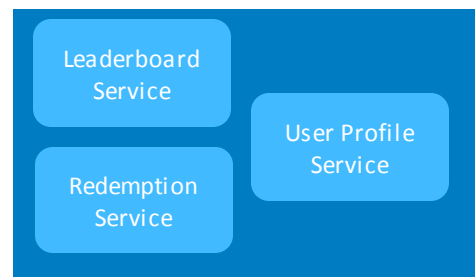 Leaderboard
Service
User Profile
Service
Redemption
Service